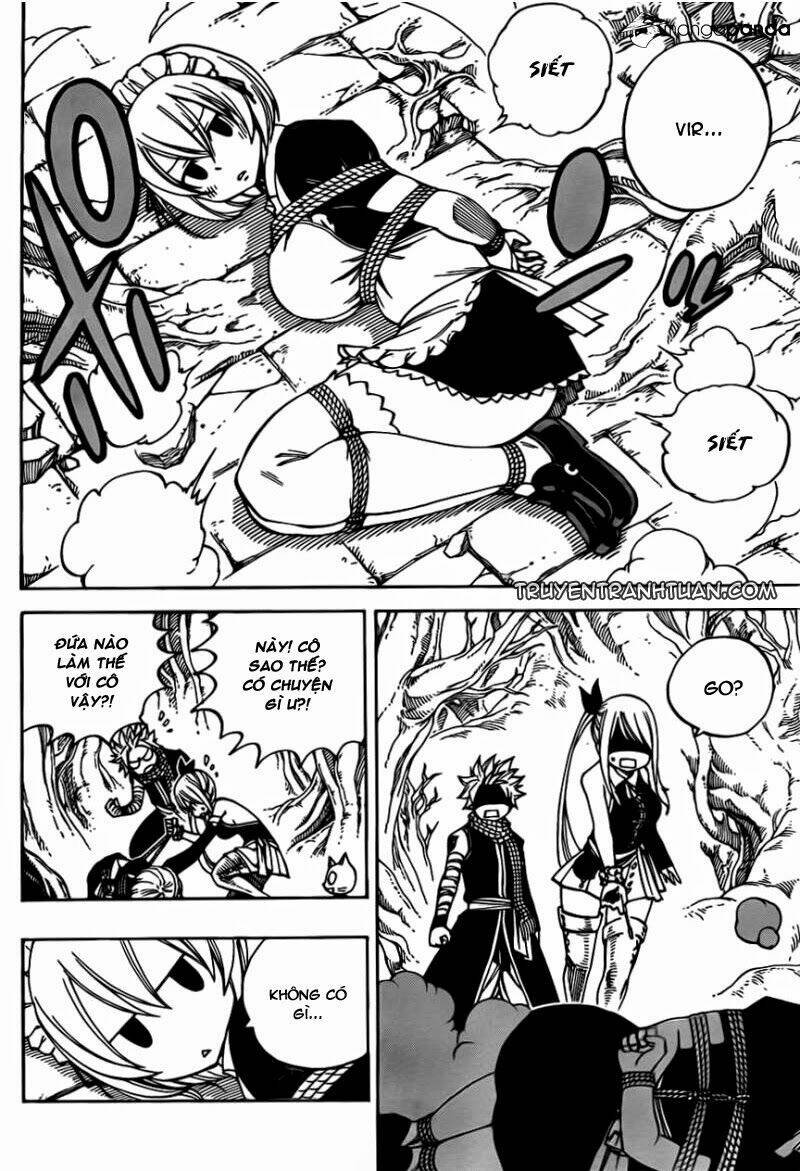 mangapanda
SIẾT
VIR...
SIẾT
TRUYENTRANHTUAN.COM
ĐỨA NÀO
LÀM THẾ
VỚI CÔ
VẬY?!
NÀY! CÔ
SAO THẾ?
CÓ CHUYỆN
GÌ Ư?!
GO?
KHÔNG CÓ
GÌ...